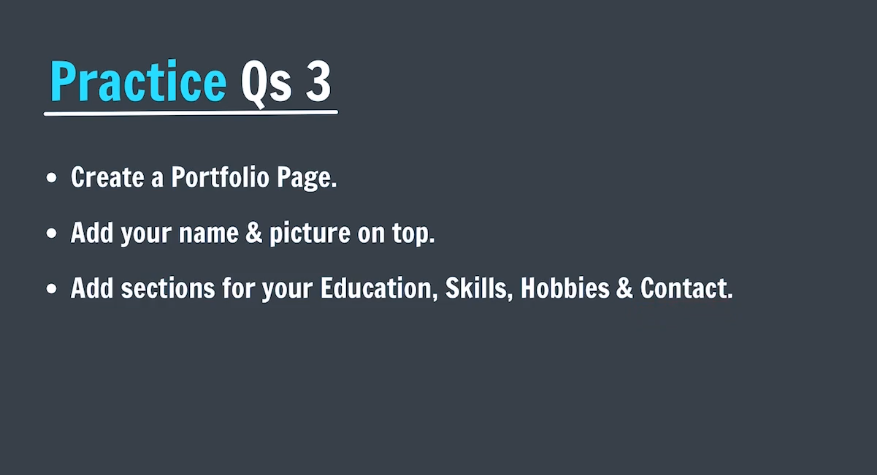 Practice Qs 3
• Create a Portfolio Page.
• Add your name & picture on top.
• Add sections for your Education, Skills, Hobbies & Contact.